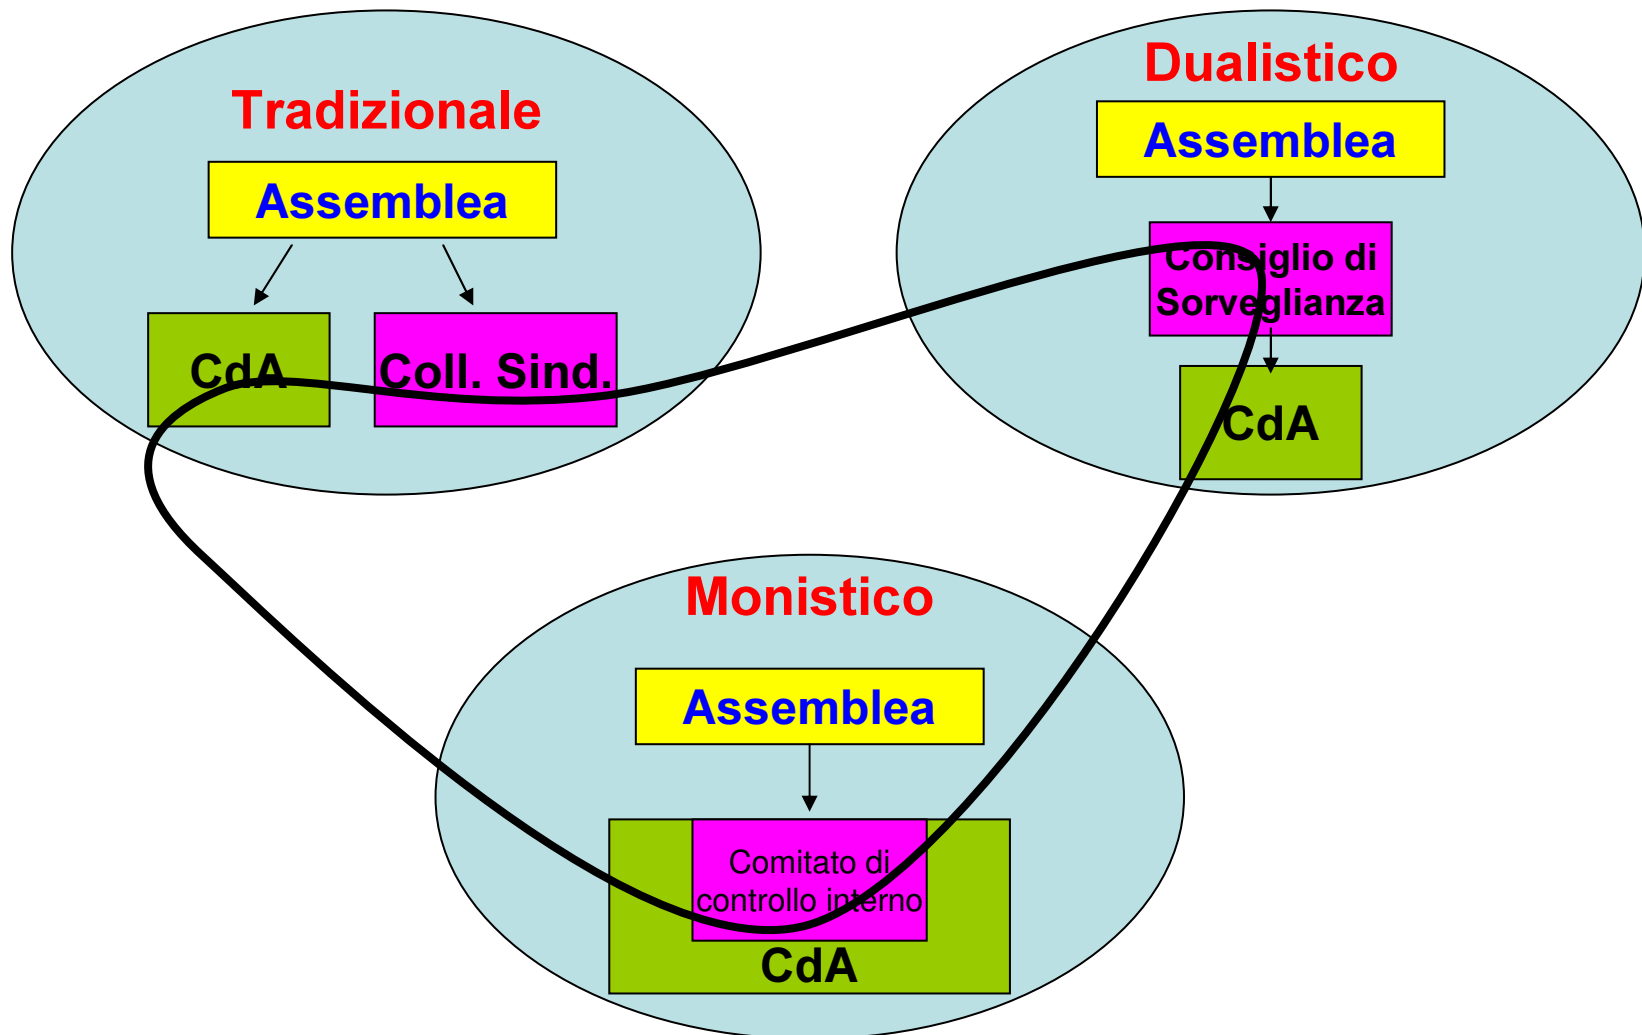 Tradizionale
Assemblea
CdA
Coll. Sind.
Dualistico
Assemblea
Consiglio di
Sorveglianza
CdA
Monistico
Assemblea
Comitato di
controllo interno
CdA